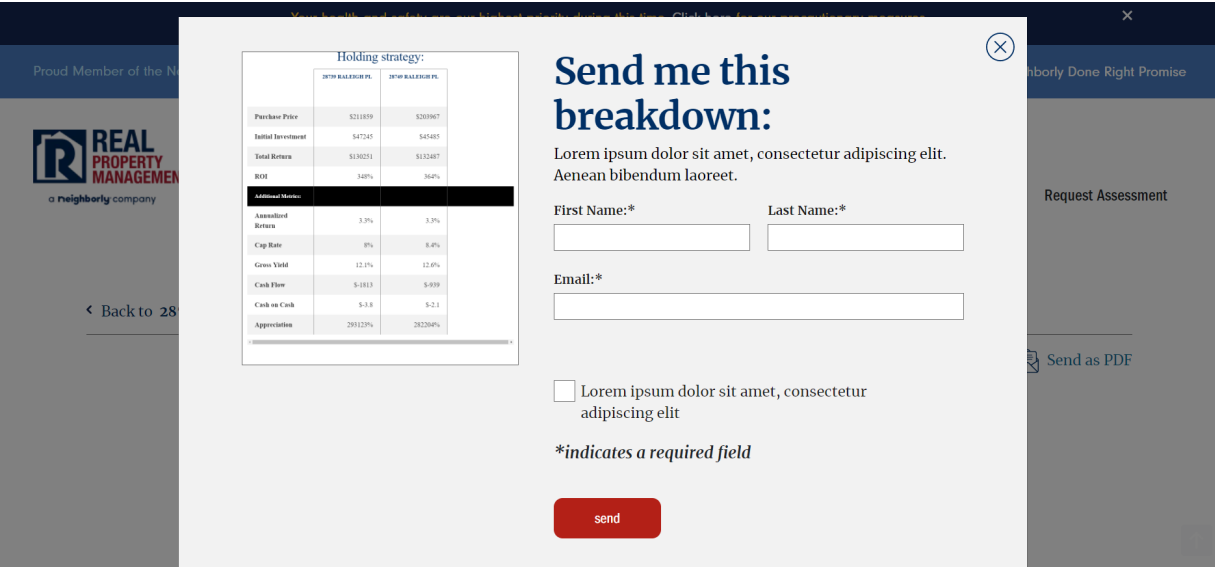 Your health and safety are our highest priority during this time. Click here for our precautionary measures.
×
Proud Member of the Ne
hborly Done Right Promise
REAL
PROPERTY
MANAGEMEN
a neighborly company
Request Assessment
Back to 28
Send as PDF
Holding strategy:
28739 RALEIGH PL 28749 RALEIGH PL
Purchase Price $211859 $203967
Initial Investment $47245 $45485
Total Return $130251 $132487
ROI 348% 364%
Additional Metrics:
Annualized
Return 3.3% 3.3%
Cap Rate 8% 8.4%
Gross Yield 12.1% 12.6%
Cash Flow $-1813 $-939
Cash on Cash $-3.8 $-2.1
Appreciation 293123% 282204%
Send me this
breakdown:
Lorem ipsum dolor sit amet, consectetur adipiscing elit.
Aenean bibendum laoreet.
First Name:* Last Name:*
Email:*
Lorem ipsum dolor sit amet, consectetur
adipiscing elit
*indicates a required field
send